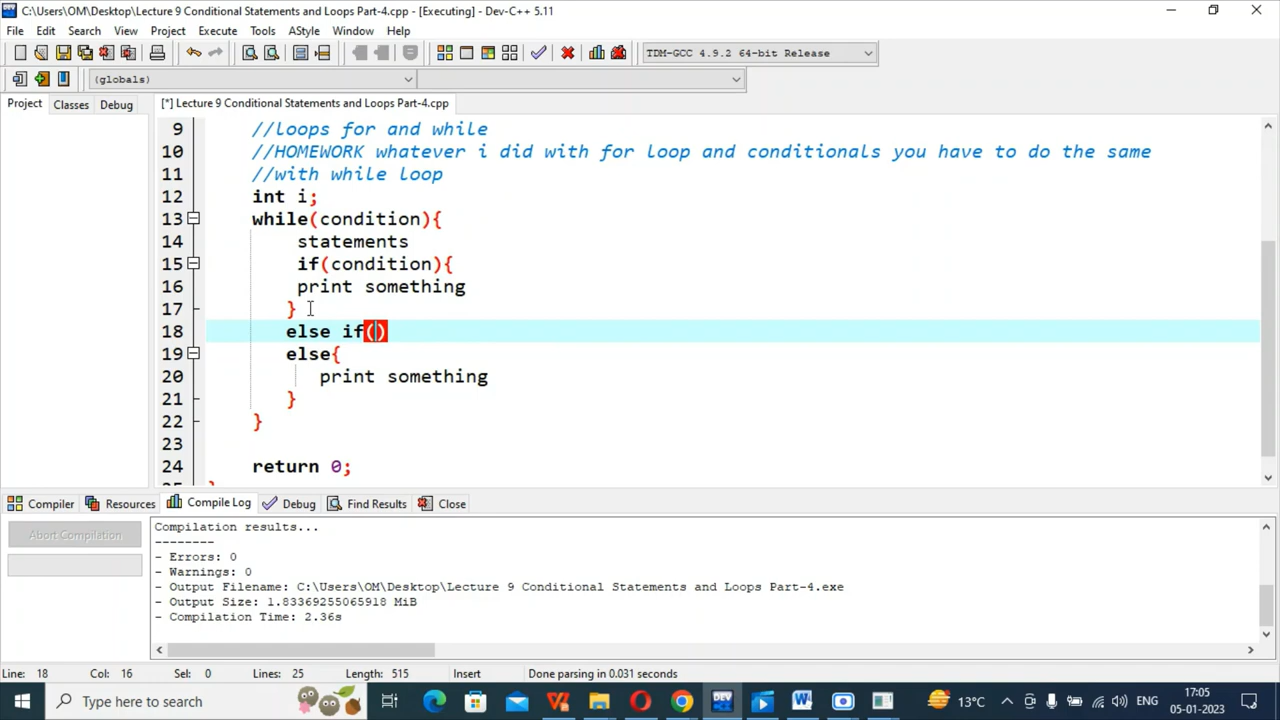 C:\Users\OM\Desktop\Lecture 9 Conditional Statements and Loops Part-4.cpp - [Executing] - Dev-C++ 5.11
File Edit Search View Project Execute Tools AStyle Window Help
TDM-GCC 4.9.2 64-bit Release
(globals)
Project Classes Debug [*] Lecture 9 Conditional Statements and Loops Part-4.cpp
9 //loops for and while
10 //HOMEWORK whatever i did with for loop and conditionals you have to do the same
11 //with while loop
12 int i;
13 while(condition){
14 statements
15 if(condition){
16 print something
17 }
18 else if()
19 else{
20 print something
21 }
22 }
23
24 return 0;
Compiler Resources Compile Log Debug Find Results Close
Abort Compilation
Compilation results...
--------
- Errors: 0
- Warnings: 0
- Output Filename: C:\Users\OM\Desktop\Lecture 9 Conditional Statements and Loops Part-4.exe
- Output Size: 1.83369255065918 MiB
- Compilation Time: 2.36s
Line: 18 Col: 16 Sel: 0 Lines: 25 Length: 515 Insert Done parsing in 0.031 seconds
Type here to search
DEV
13°C ENG 17:05
05-01-2023